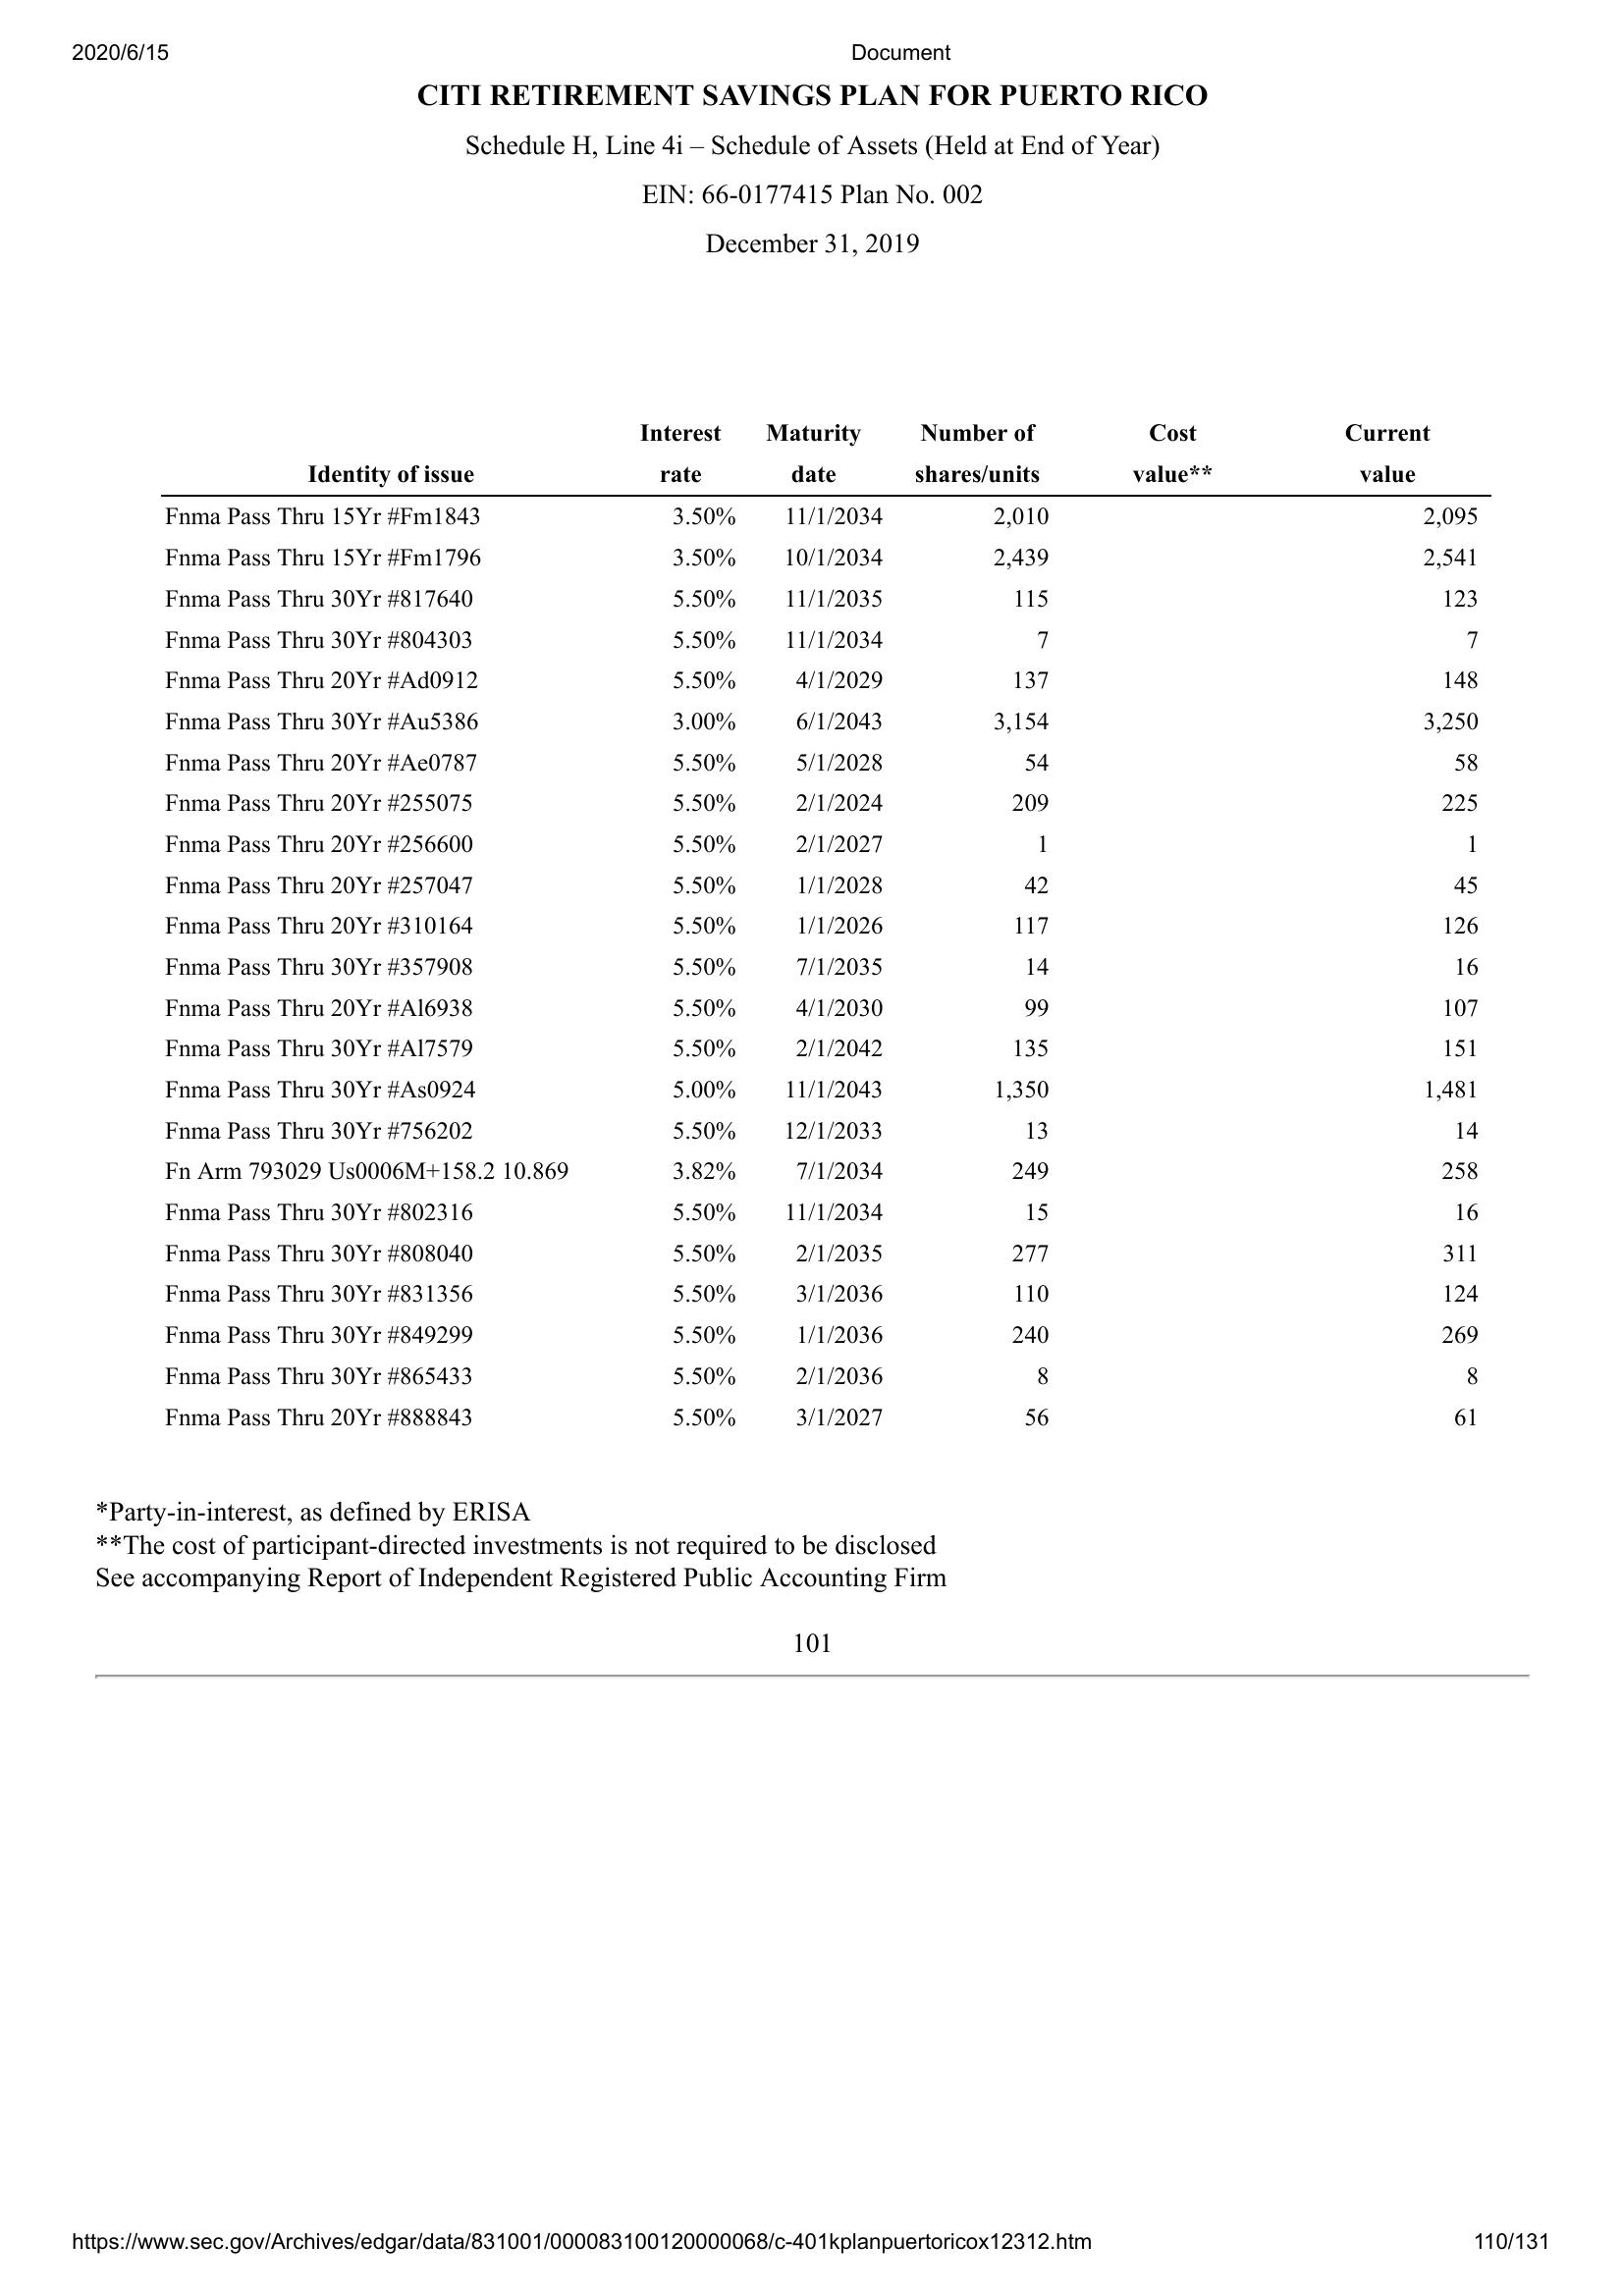 2020/6/15 Document
CITI RETIREMENT SAVINGS PLAN FOR PUERTO RICO
Schedule H, Line 4i – Schedule of Assets (Held at End of Year)
EIN: 66-0177415 Plan No. 002
December 31, 2019
Interest Maturity Number of Cost Current
Identity of issue rate date shares/units value** value
Fnma Pass Thru 15Yr #Fm1843 3.50% 11/1/2034 2,010 2,095
Fnma Pass Thru 15Yr #Fm1796 3.50% 10/1/2034 2,439 2,541
Fnma Pass Thru 30Yr #817640 5.50% 11/1/2035 115 123
Fnma Pass Thru 30Yr #804303 5.50% 11/1/2034 7 7
Fnma Pass Thru 20Yr #Ad0912 5.50% 4/1/2029 137 148
Fnma Pass Thru 30Yr #Au5386 3.00% 6/1/2043 3,154 3,250
Fnma Pass Thru 20Yr #Ae0787 5.50% 5/1/2028 54 58
Fnma Pass Thru 20Yr #255075 5.50% 2/1/2024 209 225
Fnma Pass Thru 20Yr #256600 5.50% 2/1/2027 1 1
Fnma Pass Thru 20Yr #257047 5.50% 1/1/2028 42 45
Fnma Pass Thru 20Yr #310164 5.50% 1/1/2026 117 126
Fnma Pass Thru 30Yr #357908 5.50% 7/1/2035 14 16
Fnma Pass Thru 20Yr #Al6938 5.50% 4/1/2030 99 107
Fnma Pass Thru 30Yr #Al7579 5.50% 2/1/2042 135 151
Fnma Pass Thru 30Yr #As0924 5.00% 11/1/2043 1,350 1,481
Fnma Pass Thru 30Yr #756202 5.50% 12/1/2033 13 14
Fn Arm 793029 Us0006M+158.2 10.869 3.82% 7/1/2034 249 258
Fnma Pass Thru 30Yr #802316 5.50% 11/1/2034 15 16
Fnma Pass Thru 30Yr #808040 5.50% 2/1/2035 277 311
Fnma Pass Thru 30Yr #831356 5.50% 3/1/2036 110 124
Fnma Pass Thru 30Yr #849299 5.50% 1/1/2036 240 269
Fnma Pass Thru 30Yr #865433 5.50% 2/1/2036 8 8
Fnma Pass Thru 20Yr #888843 5.50% 3/1/2027 56 61
*Party-in-interest, as defined by ERISA
**The cost of participant-directed investments is not required to be disclosed
See accompanying Report of Independent Registered Public Accounting Firm
101
https://www.sec.gov/Archives/edgar/data/831001/000083100120000068/c-401kplanpuertoricox12312.htm 110/131